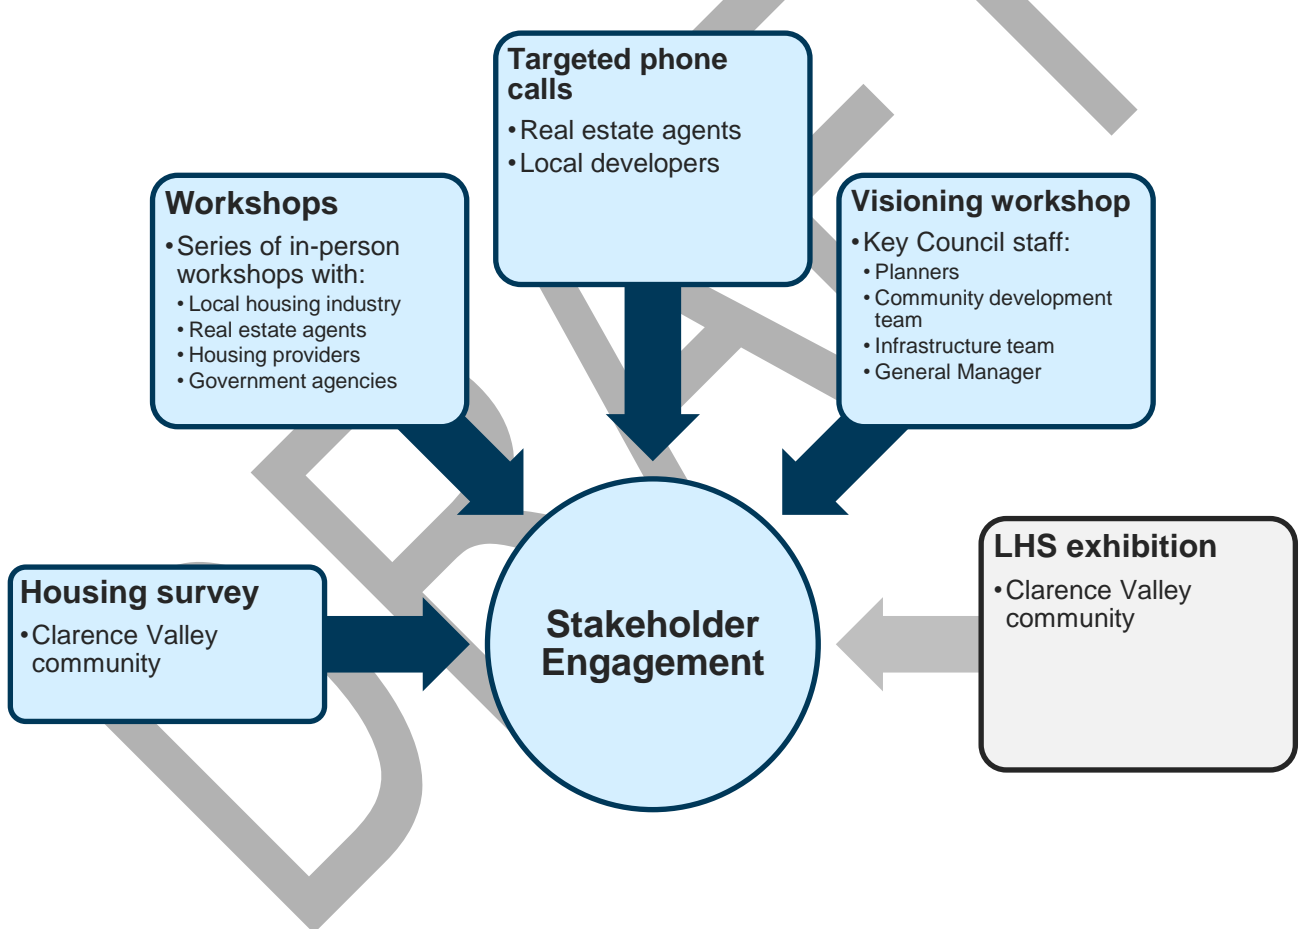 Targeted phone
calls
•Real estate agents
•Local developers
Workshops
•Series of in-person
workshops with:
• Local housing industry
• Real estate agents
• Housing providers
• Government agencies
Visioning workshop
•Key Council staff:
• Planners
• Community development
team
• Infrastructure team
• General Manager
Housing survey
•Clarence Valley
community
Stakeholder
Engagement
LHS exhibition
•Clarence Valley
community
DRAFT